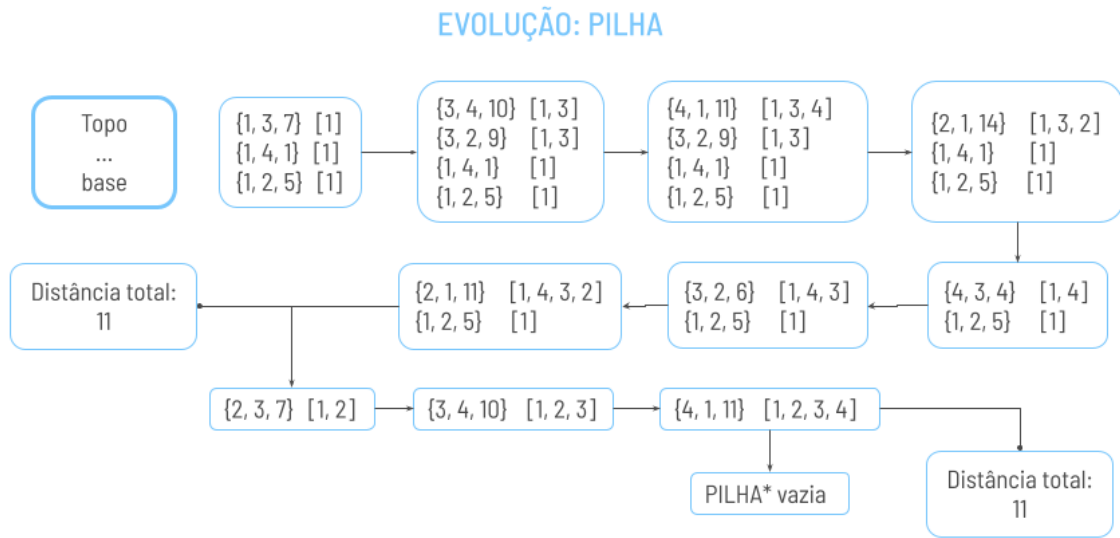 EVOLUÇÃO: PILHA
Topo
...
base
{1, 3, 7} [1]
{1, 4, 1} [1]
{1, 2, 5} [1]
{3, 4, 10} [1, 3]
{3, 2, 9} [1, 3]
{1, 4, 1} [1]
{1, 2, 5} [1]
{4, 1, 11} [1, 3, 4]
{3, 2, 9} [1, 3]
{1, 4, 1} [1]
{1, 2, 5} [1]
{2, 1, 14} [1, 3, 2]
{1, 4, 1} [1]
{1, 2, 5} [1]
{4, 3, 4} [1, 4]
{1, 2, 5} [1]
{3, 2, 6} [1, 4, 3]
{1, 2, 5} [1]
{2, 1, 11} [1, 4, 3, 2]
{1, 2, 5} [1]
Distância total:
11
{2, 3, 7} [1, 2]
{3, 4, 10} [1, 2, 3]
{4, 1, 11} [1, 2, 3, 4]
PILHA* vazia
Distância total:
11